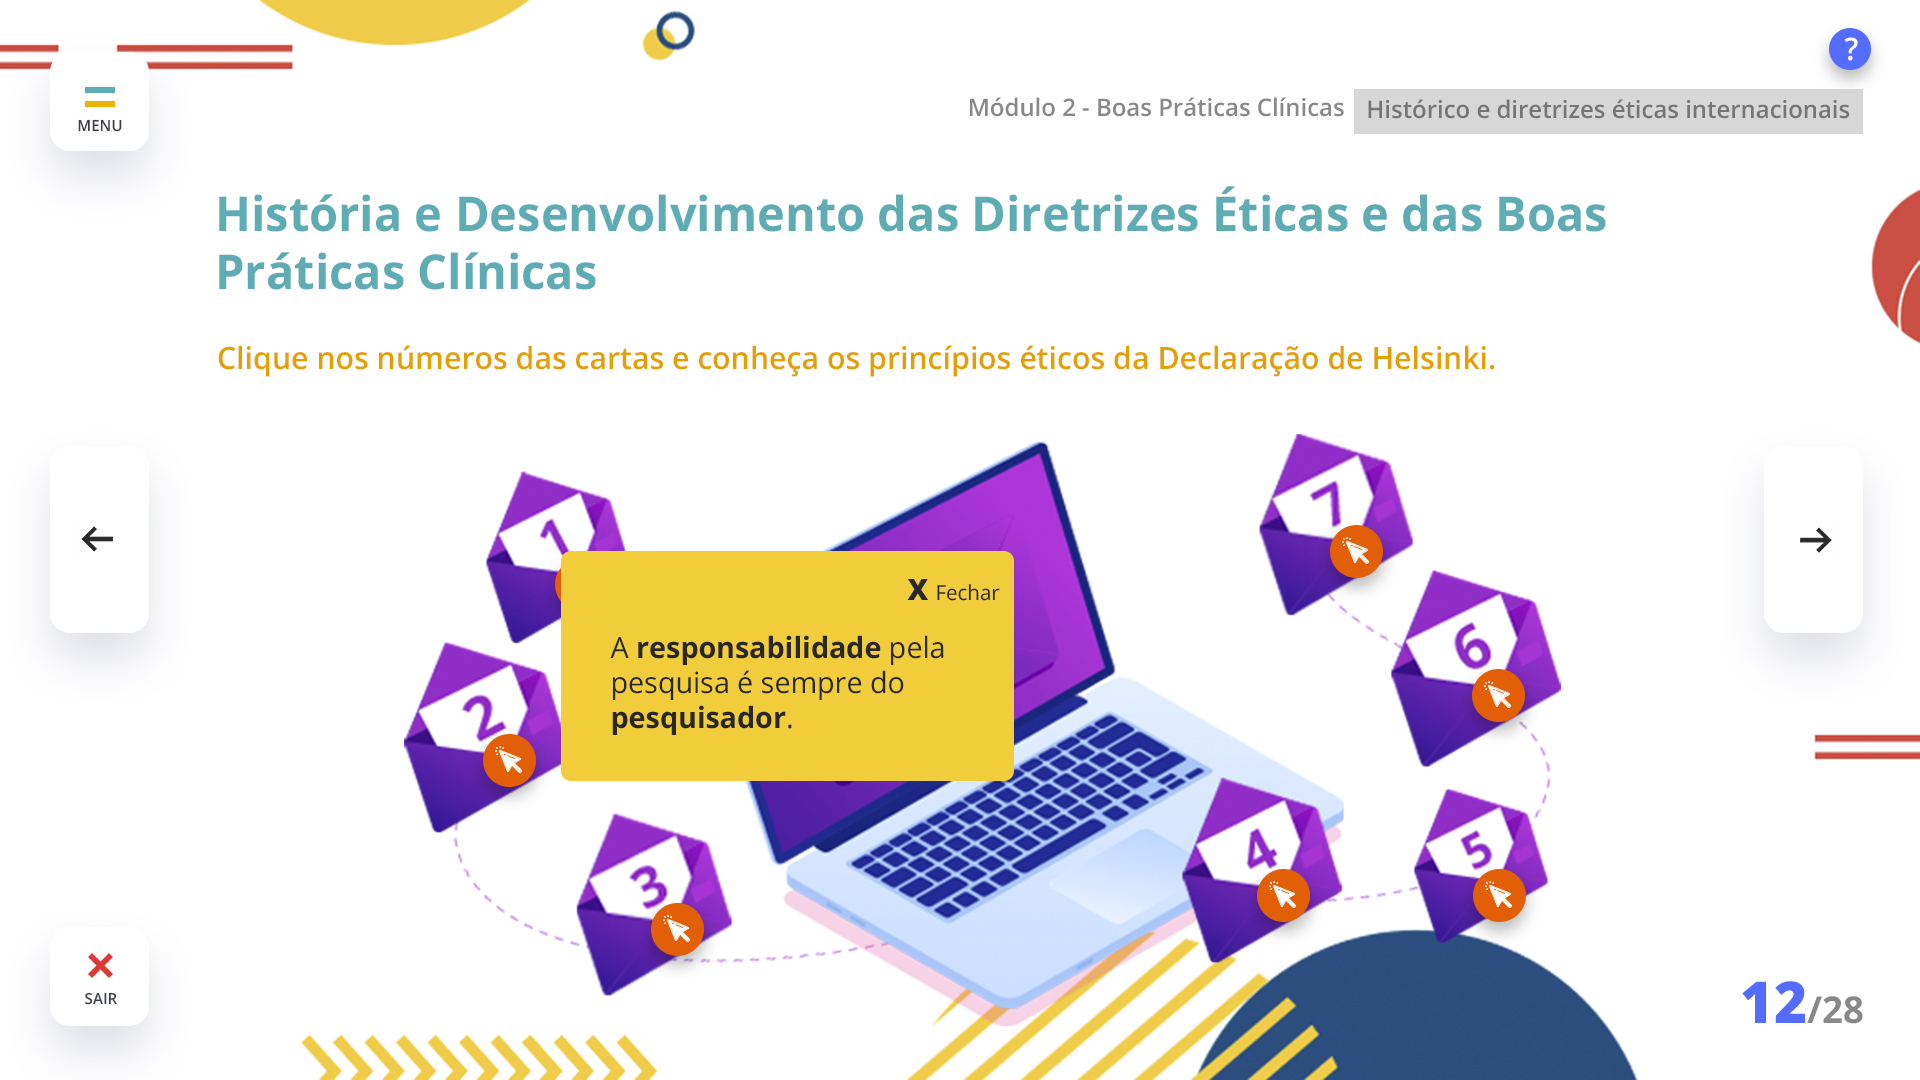 ?
MENU
Módulo 2 - Boas Práticas Clínicas
Histórico e diretrizes éticas internacionais
História e Desenvolvimento das Diretrizes Éticas e das Boas
Práticas Clínicas
Clique nos números das cartas e conheça os princípios éticos da Declaração de Helsinki.
1
2
3
4
5
6
7
X Fechar
A responsabilidade pela
pesquisa é sempre do
pesquisador.
SAIR
12/28